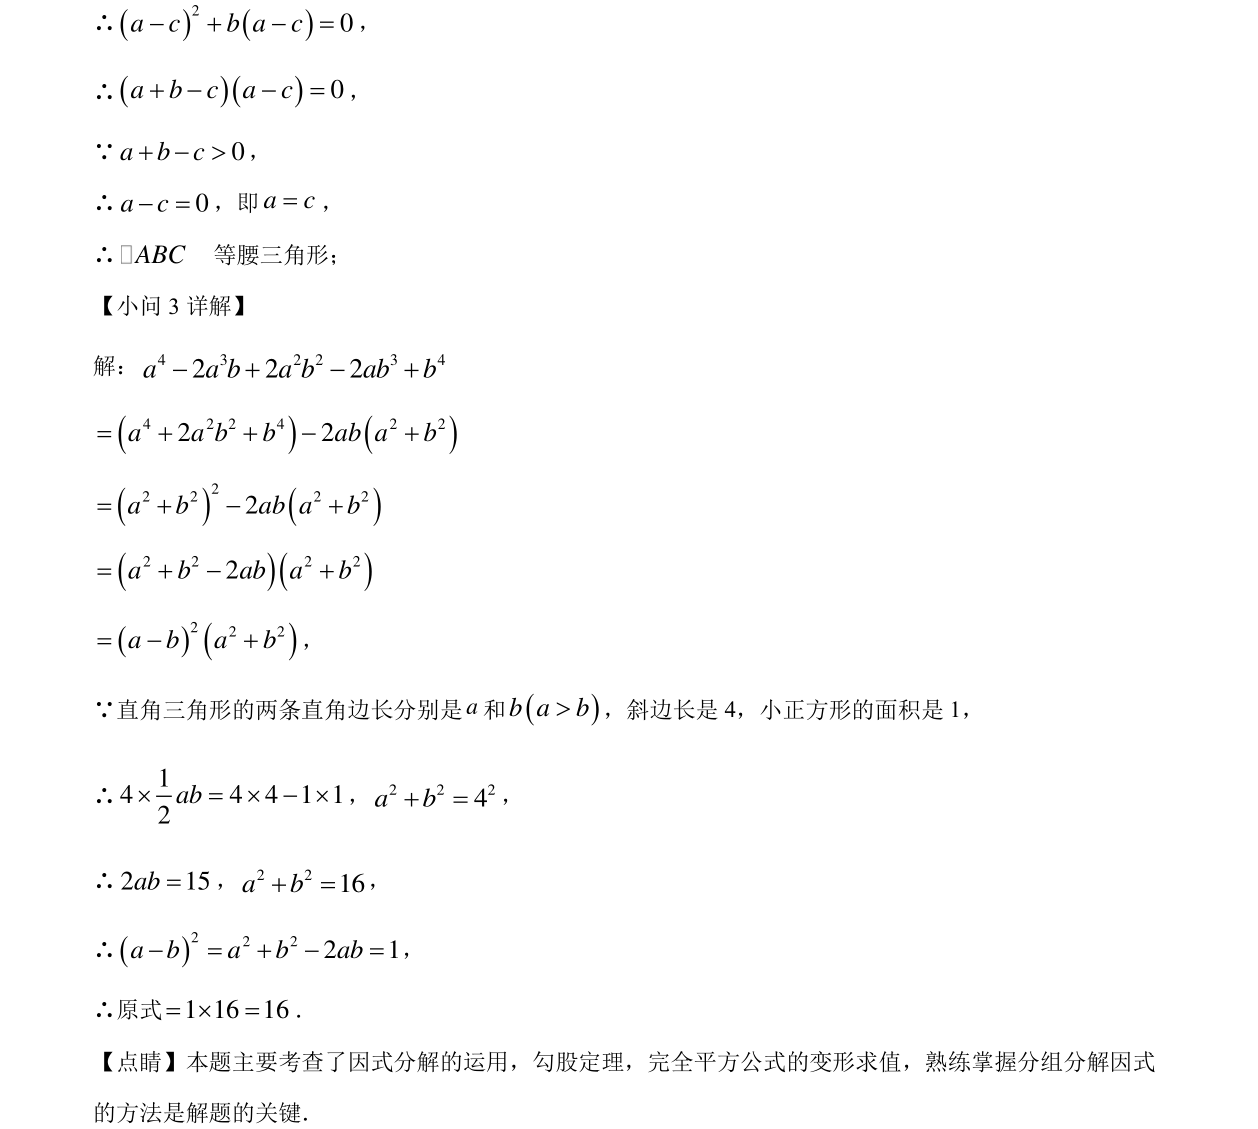 ∴(a−c)²+b(a−c)=0，
∴(a+b−c)(a−c)=0，
∵a+b−c>0，
∴a−c=0，即a=c，
∴□ABC 等腰三角形；
【小问 3 详解】
解：a⁴−2a³b+2a²b²−2ab³+b⁴
=(a⁴+2a²b²+b⁴)−2ab(a²+b²)
=(a²+b²)²−2ab(a²+b²)
=(a²+b²−2ab)(a²+b²)
=(a−b)²(a²+b²)，
∵直角三角形的两条直角边长分别是a和b(a>b)，斜边长是 4，小正方形的面积是 1，
∴4×1/2ab=4×4−1×1，a²+b²=4²，
∴2ab=15，a²+b²=16，
∴(a−b)²=a²+b²−2ab=1，
∴原式=1×16=16．
【点睛】本题主要考查了因式分解的运用，勾股定理，完全平方公式的变形求值，熟练掌握分组分解因式
的方法是解题的关键．